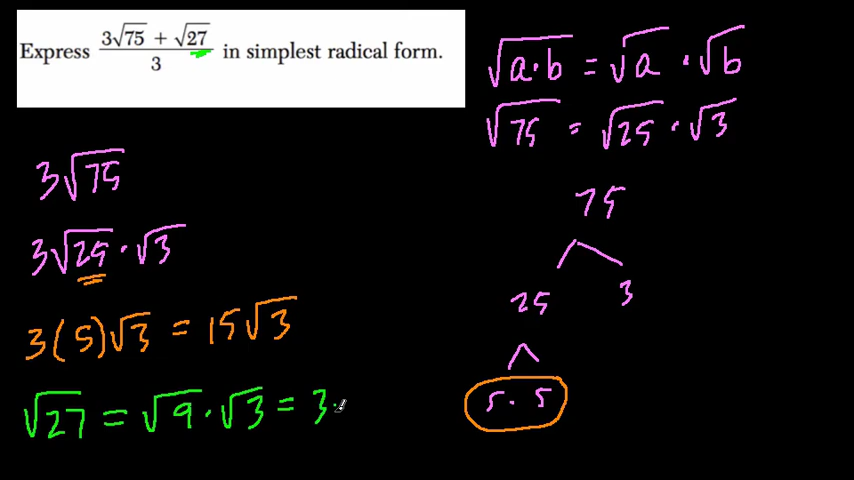 Express (3√75 + √27)/3 in simplest radical form.
√a·b = √a · √b
√75 = √25 · √3
75
25 3
5 · 5
3√75
3√25 · √3
3(5)√3 = 15√3
√27 = √9 · √3 = 3·